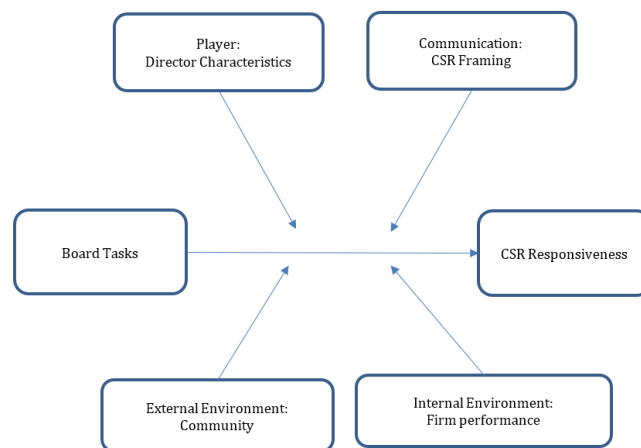 Player:
Director Characteristics
Communication:
CSR Framing
Board Tasks
CSR Responsiveness
External Environment:
Community
Internal Environment:
Firm performance